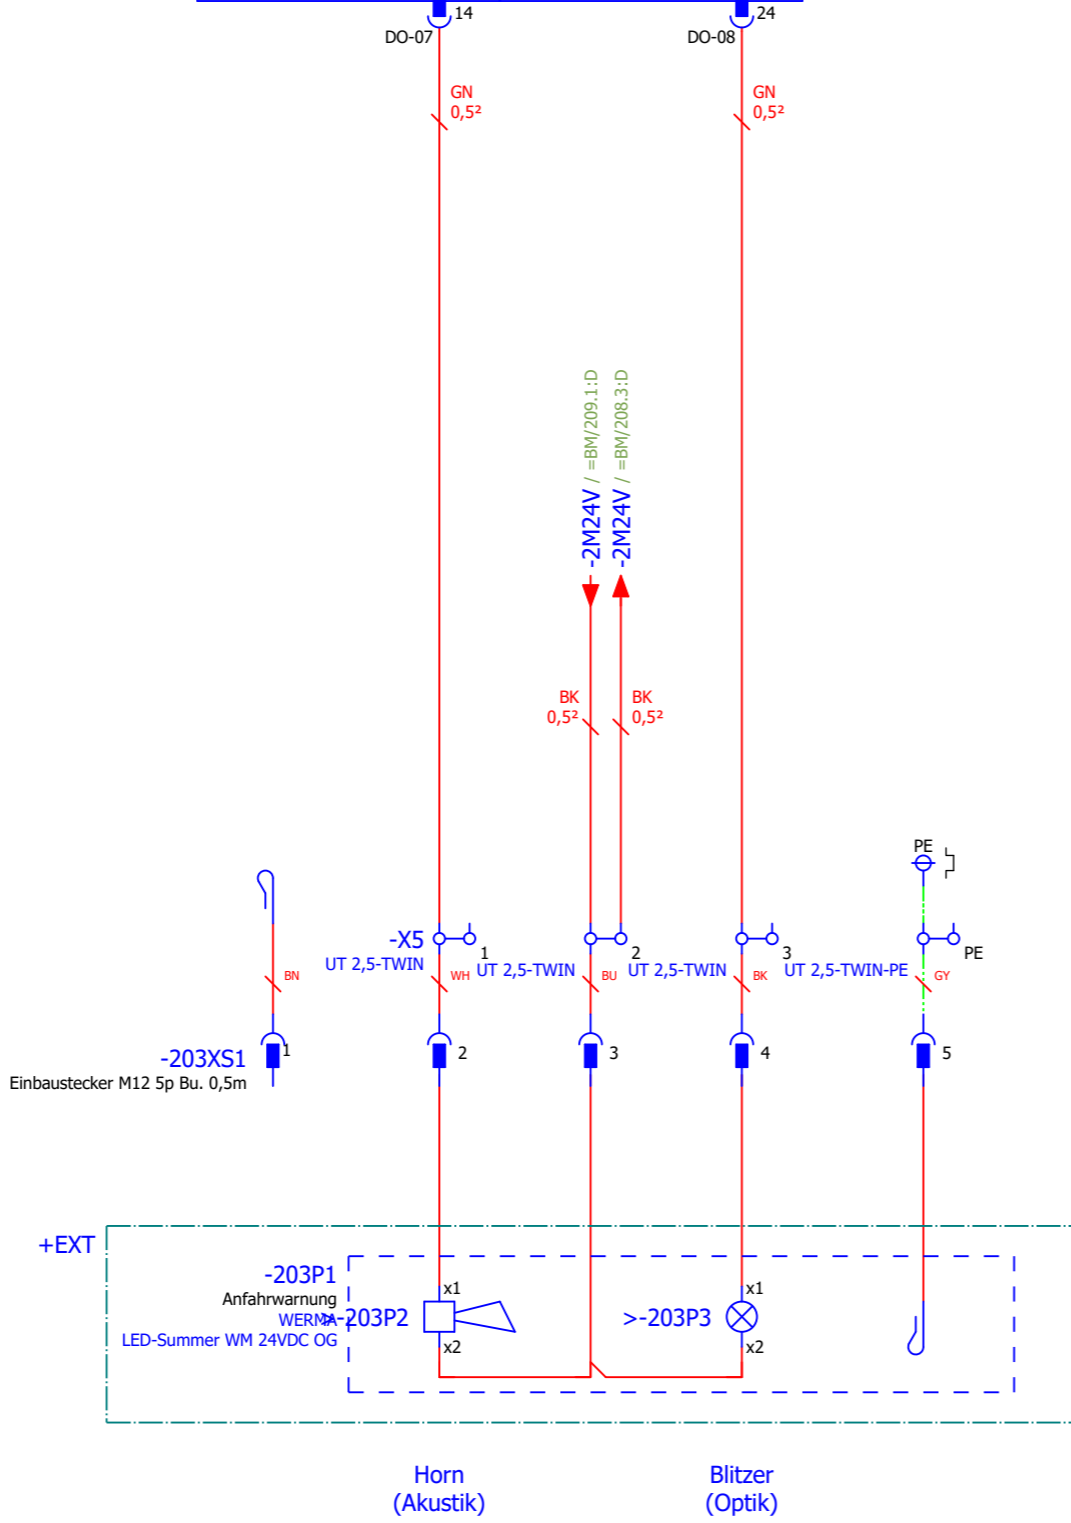 14
24
DO-07
DO-08
GN
0,5²
GN
0,5²
-2M24V / =BM/209.1:D
-2M24V / =BM/208.3:D
BK
0,5²
BK
0,5²
PE
-X5
1
2
3
PE
UT 2,5-TWIN
UT 2,5-TWIN
UT 2,5-TWIN
UT 2,5-TWIN-PE
BN
WH
BU
BK
GY
-203XS1
1
2
3
4
5
Einbaustecker M12 5p Bu. 0,5m
+EXT
-203P1
Anfahrwarnung
WERMA
LED-Summer WM 24VDC OG
x1
>-203P2
x2
x1
>-203P3
x2
Horn
(Akustik)
Blitzer
(Optik)